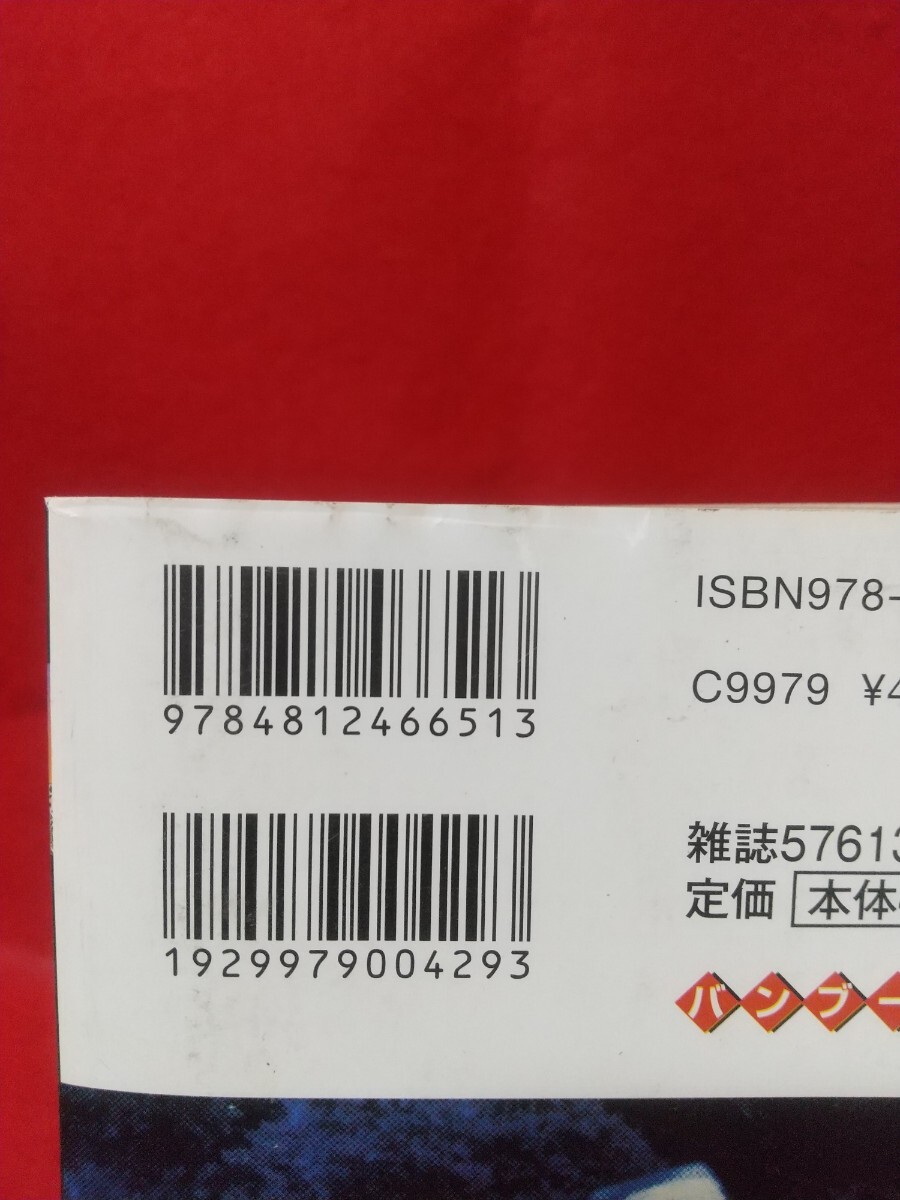 9784812466513
ISBN978-
C9979 ¥4
1929979004293
雑誌57613
定価 本体
バンブー